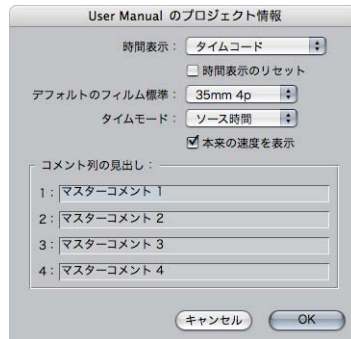 User Manual のプロジェクト情報
時間表示： タイムコード
時間表示のリセット
デフォルトのフィルム標準： 35mm 4p
タイムモード： ソース時間
本来の速度を表示
コメント列の見出し：
1： マスターコメント 1
2： マスターコメント 2
3： マスターコメント 3
4： マスターコメント 4
キャンセル OK